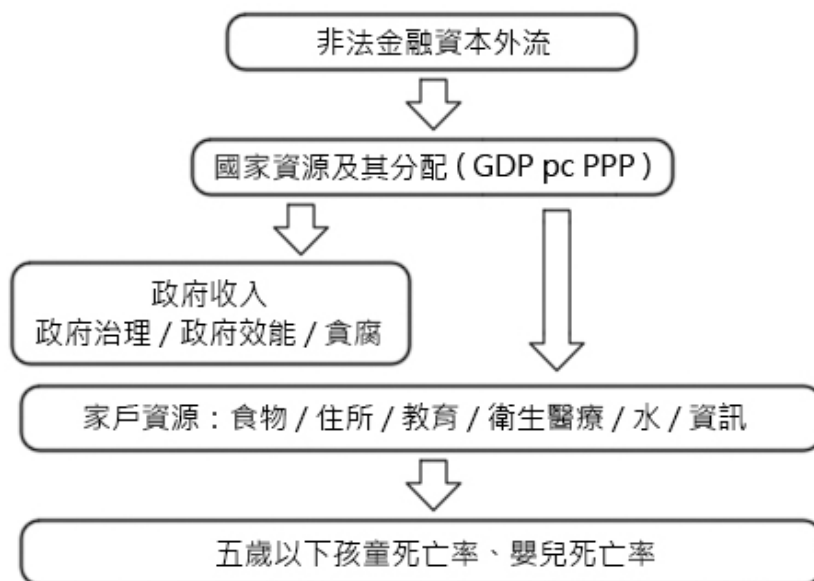 非法金融資本外流
國家資源及其分配 ( GDP pc PPP )
政府收入
政府治理 / 政府效能 / 貪腐
家戶資源：食物 / 住所 / 教育 / 衛生醫療 / 水 / 資訊
五歲以下孩童死亡率、嬰兒死亡率